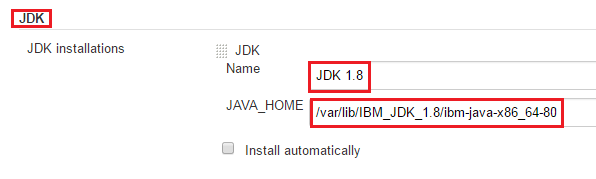 JDK
JDK installations
JDK
Name
JDK 1.8
JAVA_HOME
/var/lib/IBM_JDK_1.8/ibm-java-x86_64-80
Install automatically